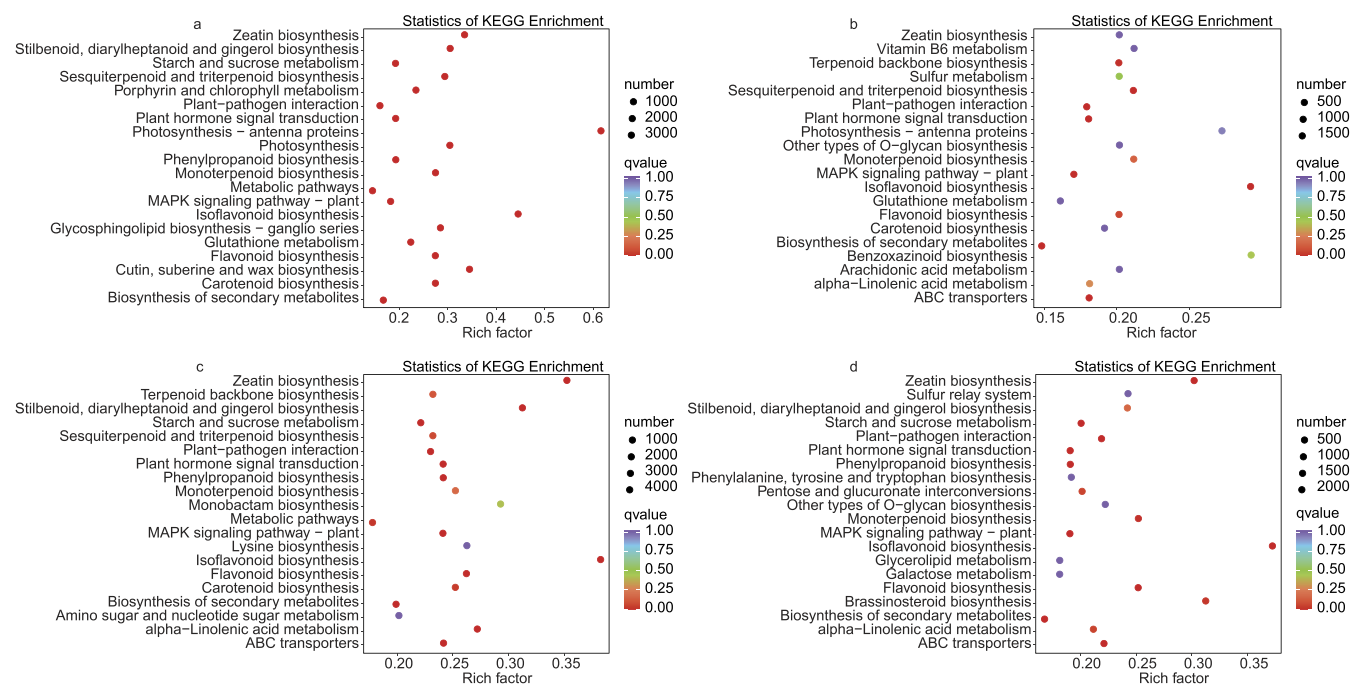 a
Statistics of KEGG Enrichment
Zeatin biosynthesis
Stilbenoid, diarylheptanoid and gingerol biosynthesis
Starch and sucrose metabolism
Sesquiterpenoid and triterpenoid biosynthesis
Porphyrin and chlorophyll metabolism
Plant−pathogen interaction
Plant hormone signal transduction
Photosynthesis − antenna proteins
Photosynthesis
Phenylpropanoid biosynthesis
Monoterpenoid biosynthesis
Metabolic pathways
MAPK signaling pathway − plant
Isoflavonoid biosynthesis
Glycosphingolipid biosynthesis − ganglio series
Glutathione metabolism
Flavonoid biosynthesis
Cutin, suberine and wax biosynthesis
Carotenoid biosynthesis
Biosynthesis of secondary metabolites
0.2 0.3 0.4 0.5 0.6
Rich factor
number
1000
2000
3000
qvalue
1.00
0.75
0.50
0.25
0.00
b
Statistics of KEGG Enrichment
Zeatin biosynthesis
Vitamin B6 metabolism
Terpenoid backbone biosynthesis
Sulfur metabolism
Sesquiterpenoid and triterpenoid biosynthesis
Plant−pathogen interaction
Plant hormone signal transduction
Photosynthesis − antenna proteins
Other types of O−glycan biosynthesis
Monoterpenoid biosynthesis
MAPK signaling pathway − plant
Isoflavonoid biosynthesis
Glutathione metabolism
Flavonoid biosynthesis
Carotenoid biosynthesis
Biosynthesis of secondary metabolites
Benzoxazinoid biosynthesis
Arachidonic acid metabolism
alpha−Linolenic acid metabolism
ABC transporters
0.15 0.20 0.25
Rich factor
number
500
1000
1500
qvalue
1.00
0.75
0.50
0.25
0.00
c
Statistics of KEGG Enrichment
Zeatin biosynthesis
Terpenoid backbone biosynthesis
Stilbenoid, diarylheptanoid and gingerol biosynthesis
Starch and sucrose metabolism
Sesquiterpenoid and triterpenoid biosynthesis
Plant−pathogen interaction
Plant hormone signal transduction
Phenylpropanoid biosynthesis
Monoterpenoid biosynthesis
Monobactam biosynthesis
Metabolic pathways
MAPK signaling pathway − plant
Lysine biosynthesis
Isoflavonoid biosynthesis
Flavonoid biosynthesis
Carotenoid biosynthesis
Biosynthesis of secondary metabolites
Amino sugar and nucleotide sugar metabolism
alpha−Linolenic acid metabolism
ABC transporters
0.20 0.25 0.30 0.35
Rich factor
number
1000
2000
3000
4000
qvalue
1.00
0.75
0.50
0.25
0.00
d
Statistics of KEGG Enrichment
Zeatin biosynthesis
Sulfur relay system
Stilbenoid, diarylheptanoid and gingerol biosynthesis
Starch and sucrose metabolism
Plant−pathogen interaction
Plant hormone signal transduction
Phenylpropanoid biosynthesis
Phenylalanine, tyrosine and tryptophan biosynthesis
Pentose and glucuronate interconversions
Other types of O−glycan biosynthesis
Monoterpenoid biosynthesis
MAPK signaling pathway − plant
Isoflavonoid biosynthesis
Glycerolipid metabolism
Galactose metabolism
Flavonoid biosynthesis
Brassinosteroid biosynthesis
Biosynthesis of secondary metabolites
alpha−Linolenic acid metabolism
ABC transporters
0.20 0.25 0.30 0.35
Rich factor
number
500
1000
1500
2000
qvalue
1.00
0.75
0.50
0.25
0.00